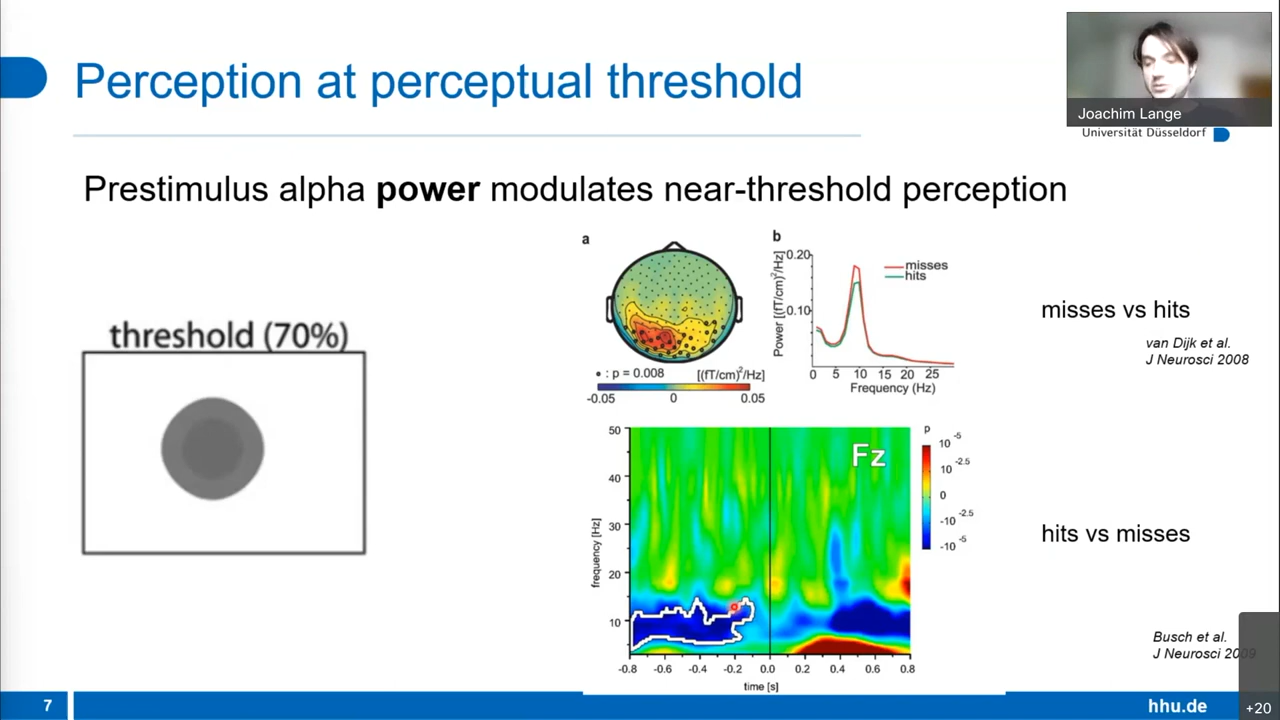 Perception at perceptual threshold
Joachim Lange
Universität Düsseldorf
Prestimulus alpha power modulates near-threshold perception
threshold (70%)
a
: p = 0.008
[(fT/cm)²/Hz]
-0.05 0 0.05
b
Power [(fT/cm)²/Hz]
0.20
0.10
misses
hits
0 5 10 15 20 25
Frequency (Hz)
misses vs hits
van Dijk et al.
J Neurosci 2008
frequency [Hz]
50
40
30
20
10
Fz
-0.8 -0.6 -0.4 -0.2 0.0 0.2 0.4 0.6 0.8
time [s]
p
10 -5
10 -2.5
0
-10 -2.5
-10 -5
hits vs misses
Busch et al.
J Neurosci 2009
7
hhu.de
+20